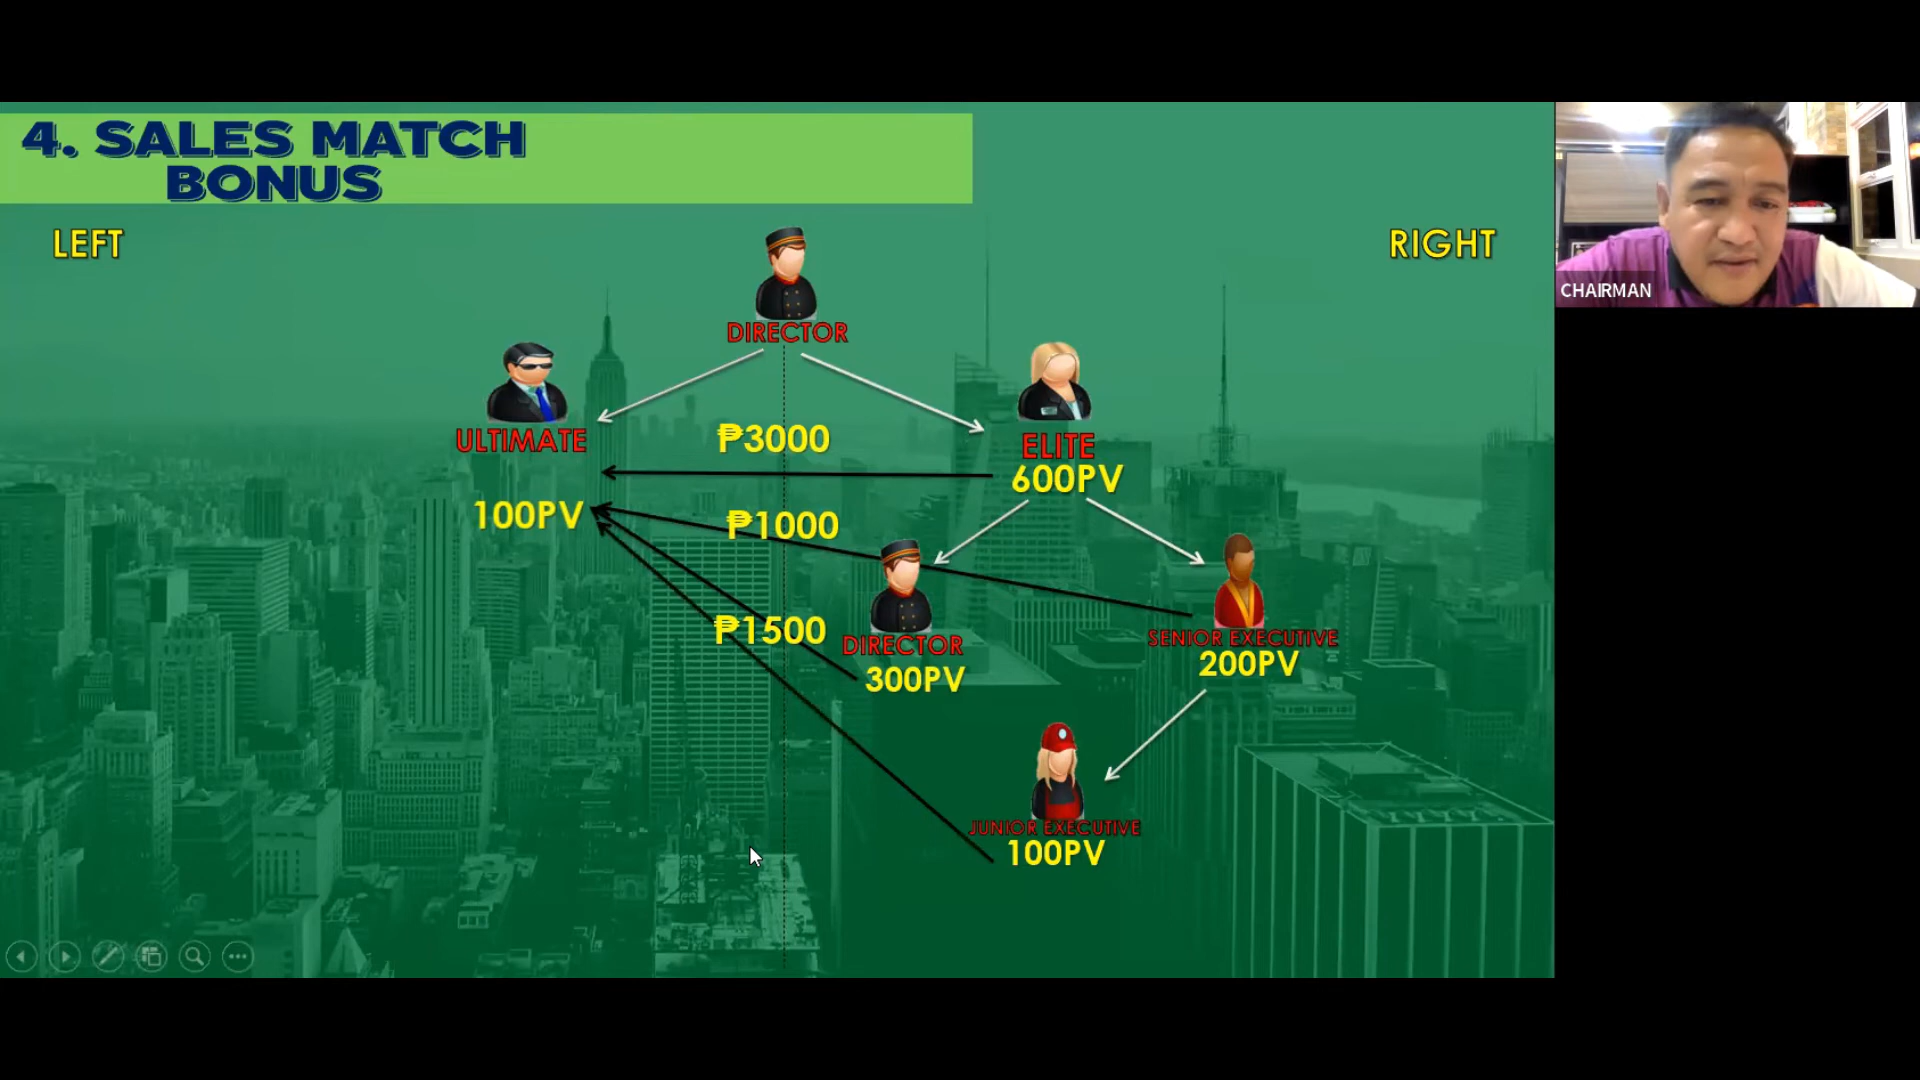 4. SALES MATCH
BONUS
LEFT
RIGHT
CHAIRMAN
DIRECTOR
ULTIMATE
₱3000
ELITE
600PV
100PV
₱1000
₱1500
DIRECTOR
300PV
SENIOR EXECUTIVE
200PV
JUNIOR EXECUTIVE
100PV